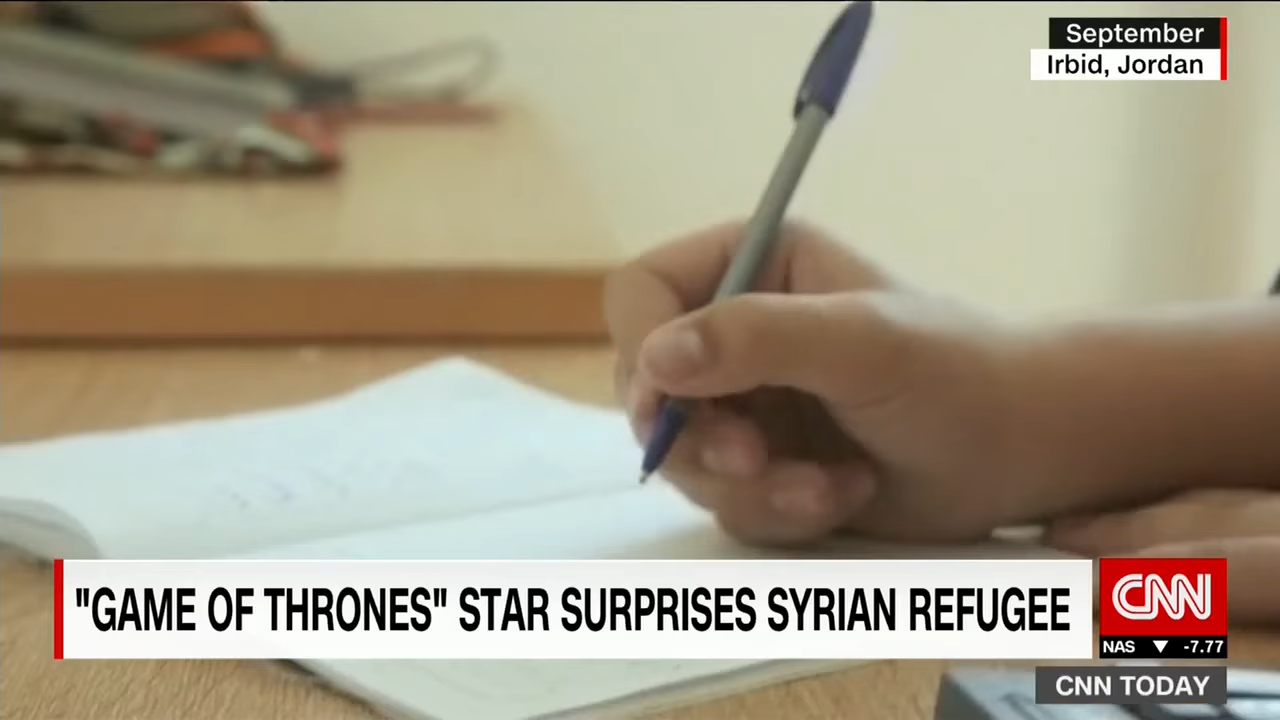 September
Irbid, Jordan
"GAME OF THRONES" STAR SURPRISES SYRIAN REFUGEE
CNN
NAS ▼ -7.77
CNN TODAY